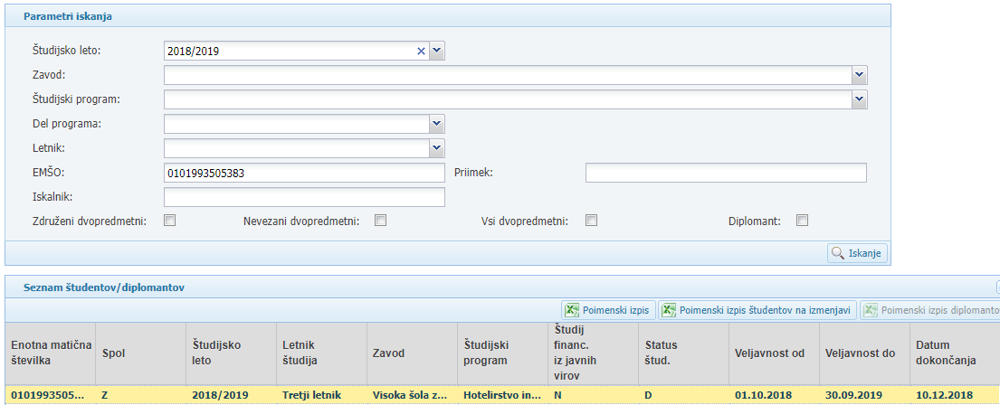 Parametri iskanja
Študijsko leto: 2018/2019
Zavod:
Študijski program:
Del programa:
Letnik:
EMŠO: 0101993505383 Priimek:
Iskalnik:
Združeni dvopredmetni: Nevezani dvopredmetni: Vsi dvopredmetni: Diplomant:
Iskanje
Seznam študentov/diplomantov
Poimenski izpis Poimenski izpis študentov na izmenjavi Poimenski izpis diplomantov
Enotna matična številka Spol Študijsko leto Letnik študija Zavod Študijski program Študij financ. iz javnih virov Status štud. Veljavnost od Veljavnost do Datum dokončanja
0101993505... Z 2018/2019 Tretji letnik Visoka šola z... Hotelirstvo in... N D 01.10.2018 30.09.2019 10.12.2018